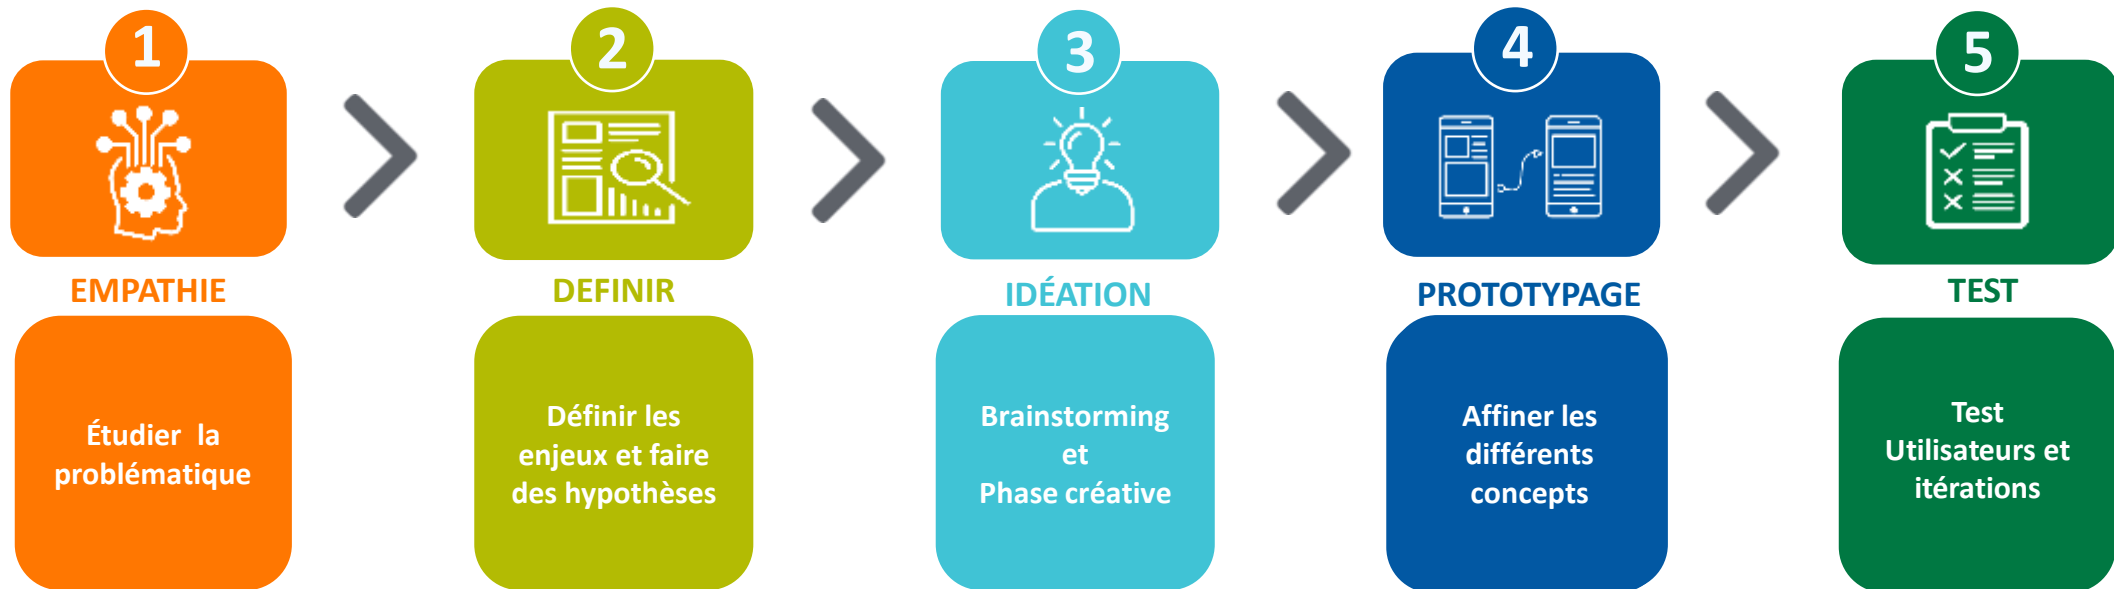 1
EMPATHIE
Étudier la
problématique
2
DEFINIR
Définir les
enjeux et faire
des hypothèses
3
IDÉATION
Brainstorming
et
Phase créative
4
PROTOTYPAGE
Affiner les
différents
concepts
5
TEST
Test
Utilisateurs et
itérations